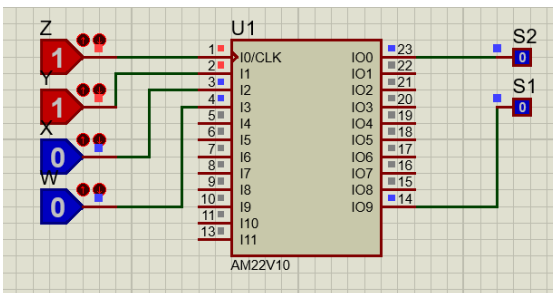 Z
1
Y
1
X
0
W
0
U1
1 I0/CLK IO0 23
2 I1 IO1 22
3 I2 IO2 21
4 I3 IO3 20
5 I4 IO4 19
6 I5 IO5 18
7 I6 IO6 17
8 I7 IO7 16
9 I8 IO8 15
10 I9 IO9 14
11 I10
13 I11
AM22V10
S2
0
S1
0